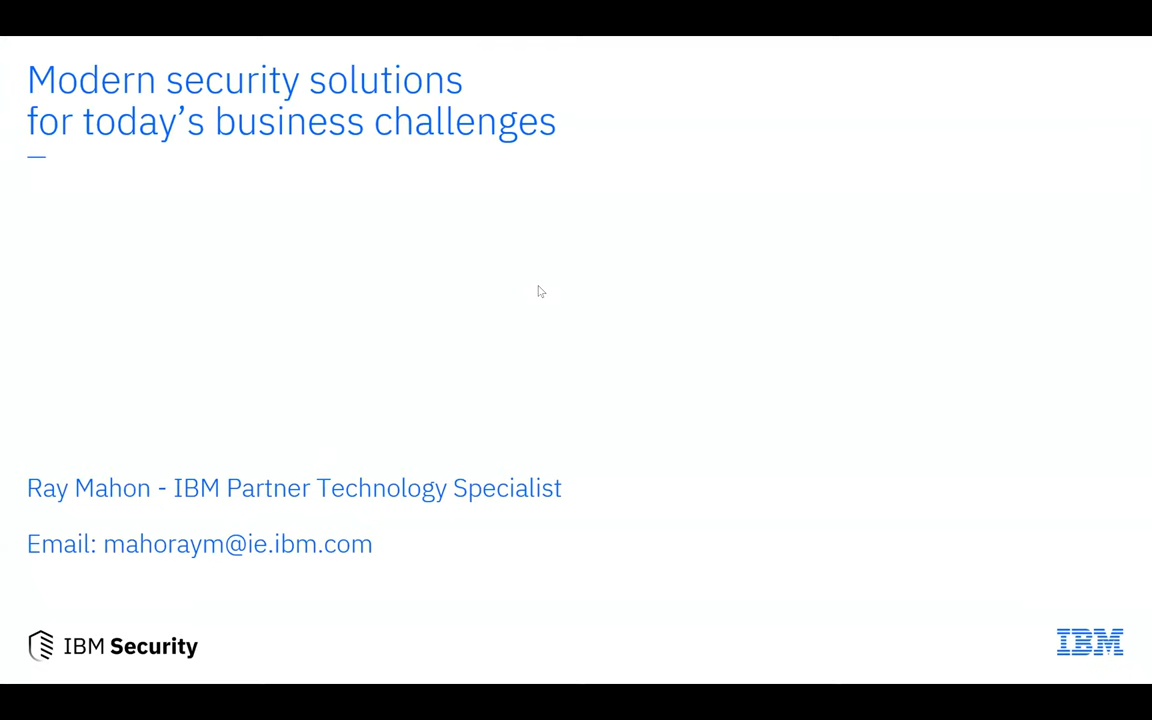 Modern security solutions
for today’s business challenges
—
Ray Mahon - IBM Partner Technology Specialist
Email: mahoraym@ie.ibm.com
IBM Security
IBM